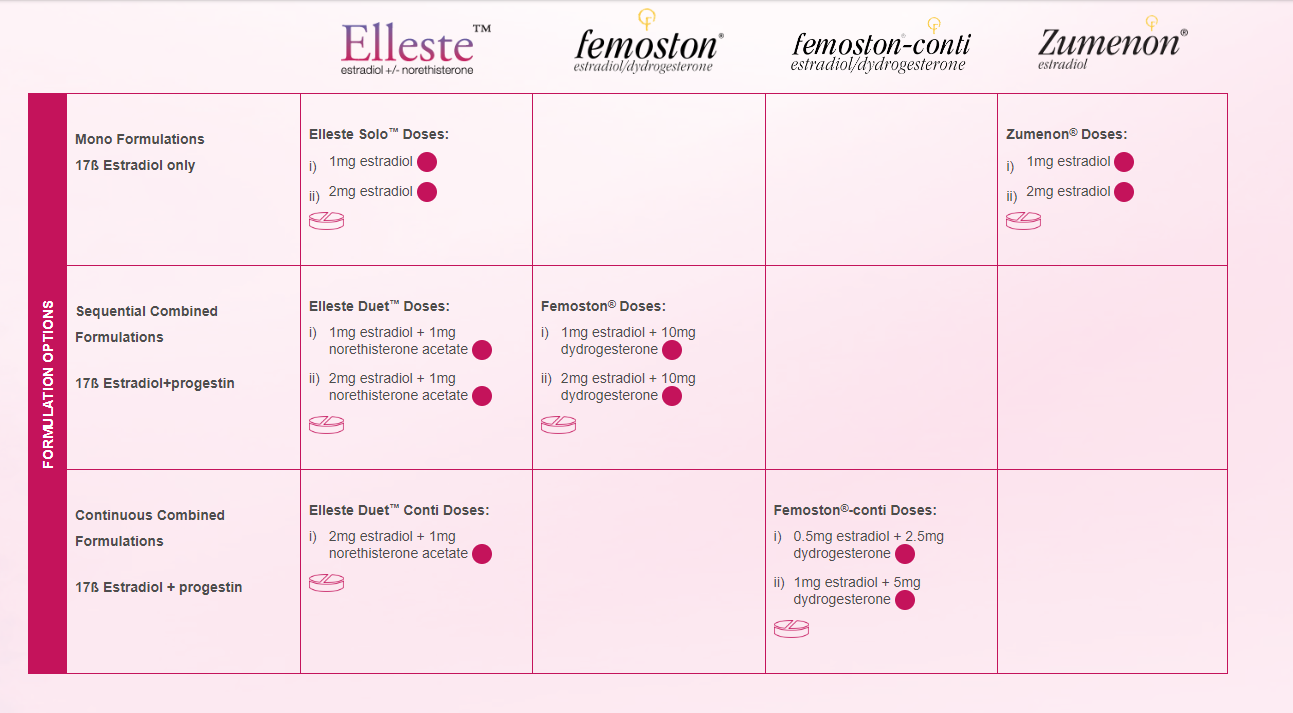 Elleste™
estradiol +/- norethisterone
femoston®
estradiol/dydrogesterone
femoston®-conti
estradiol/dydrogesterone
Zumenon®
estradiol
FORMULATION OPTIONS
Mono Formulations
17ß Estradiol only
Elleste Solo™ Doses:
i) 1mg estradiol
ii) 2mg estradiol
Zumenon® Doses:
i) 1mg estradiol
ii) 2mg estradiol
Sequential Combined
Formulations
17ß Estradiol+progestin
Elleste Duet™ Doses:
i) 1mg estradiol + 1mg
norethisterone acetate
ii) 2mg estradiol + 1mg
norethisterone acetate
Femoston® Doses:
i) 1mg estradiol + 10mg
dydrogesterone
ii) 2mg estradiol + 10mg
dydrogesterone
Continuous Combined
Formulations
17ß Estradiol + progestin
Elleste Duet™ Conti Doses:
i) 2mg estradiol + 1mg
norethisterone acetate
Femoston®-conti Doses:
i) 0.5mg estradiol + 2.5mg
dydrogesterone
ii) 1mg estradiol + 5mg
dydrogesterone